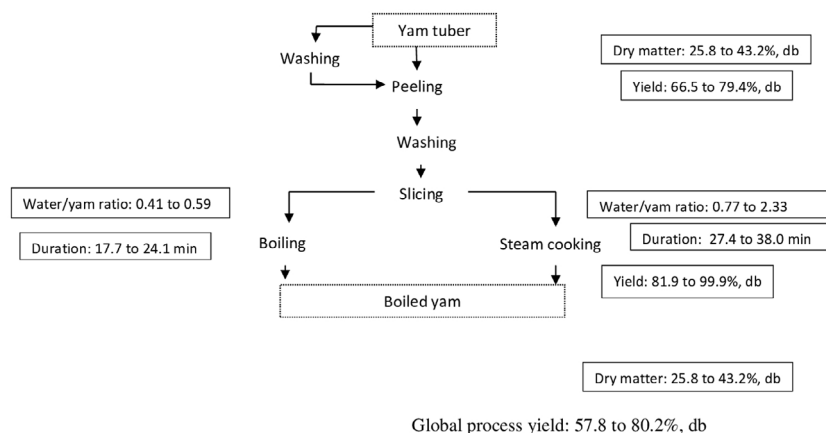 Yam tuber
Dry matter: 25.8 to 43.2%, db
Washing
Peeling
Yield: 66.5 to 79.4%, db
Washing
Slicing
Water/yam ratio: 0.41 to 0.59
Water/yam ratio: 0.77 to 2.33
Duration: 17.7 to 24.1 min
Boiling
Steam cooking
Duration: 27.4 to 38.0 min
Yield: 81.9 to 99.9%, db
Boiled yam
Dry matter: 25.8 to 43.2%, db
Global process yield: 57.8 to 80.2%, db